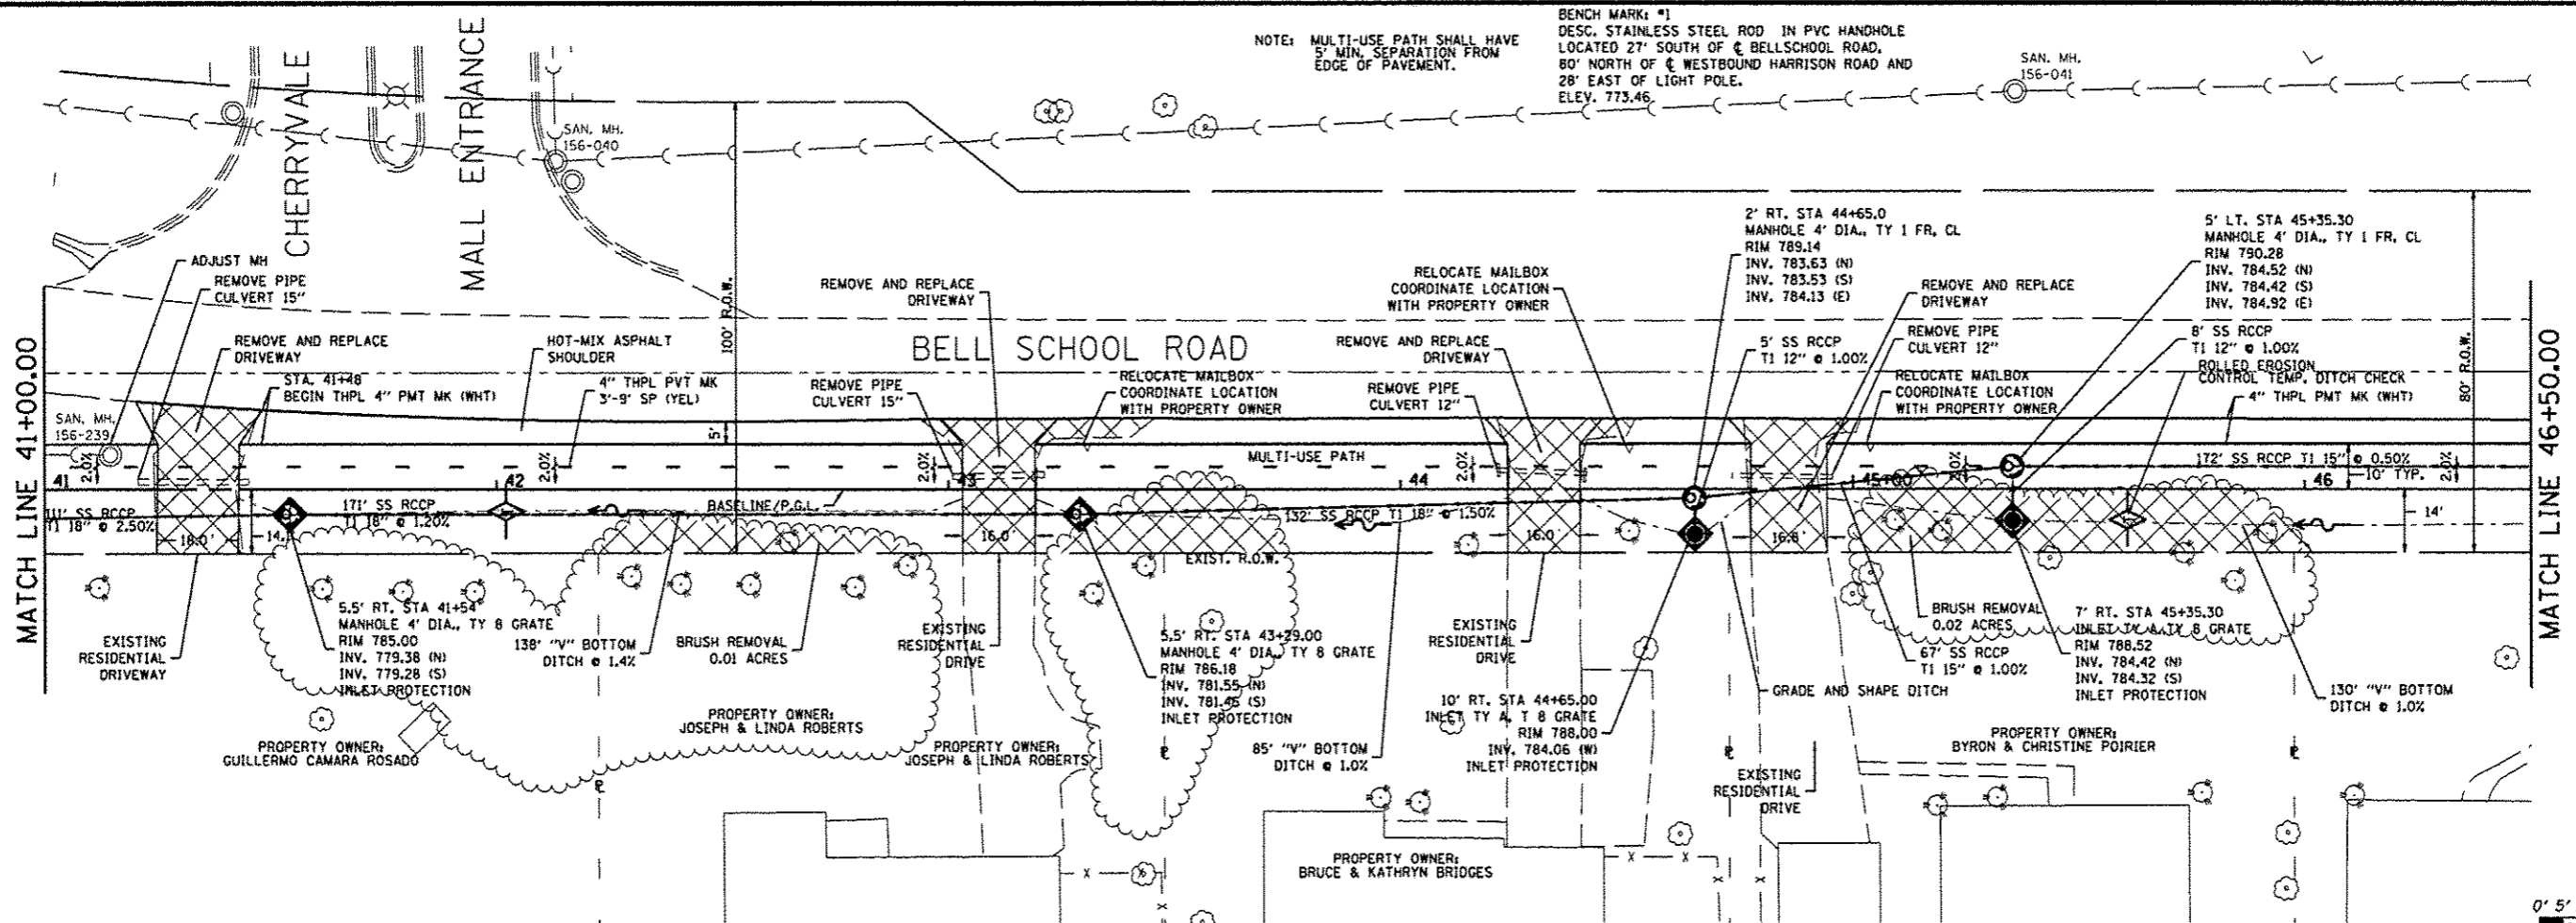 NOTE: MULTI-USE PATH SHALL HAVE
5' MIN. SEPARATION FROM
EDGE OF PAVEMENT.
BENCH MARK: #1
DESC. STAINLESS STEEL ROD IN PVC HANDHOLE
LOCATED 27' SOUTH OF ℄ BELLSCHOOL ROAD,
80' NORTH OF ℄ WESTBOUND HARRISON ROAD AND
28' EAST OF LIGHT POLE.
ELEV. 773.46
SAN. MH.
156-041
CHERRYVALE
MALL ENTRANCE
SAN. MH.
156-040
100' R.O.W.
80' R.O.W.
ADJUST MH
REMOVE PIPE
CULVERT 15"
REMOVE AND REPLACE
DRIVEWAY
STA. 41+48
BEGIN THPL 4" PMT MK (WHT)
HOT-MIX ASPHALT
SHOULDER
4" THPL PVT MK
3'-9' SP (YEL)
REMOVE AND REPLACE
DRIVEWAY
REMOVE PIPE
CULVERT 15"
BELL SCHOOL ROAD
RELOCATE MAILBOX
COORDINATE LOCATION
WITH PROPERTY OWNER
RELOCATE MAILBOX
COORDINATE LOCATION
WITH PROPERTY OWNER
REMOVE AND REPLACE
DRIVEWAY
REMOVE PIPE
CULVERT 12"
2' RT. STA 44+65.0
MANHOLE 4' DIA., TY 1 FR, CL
RIM 789.14
INV. 783.63 (N)
INV. 783.53 (S)
INV. 784.13 (E)
5' SS RCCP
T1 12" @ 1.00%
REMOVE AND REPLACE
DRIVEWAY
REMOVE PIPE
CULVERT 12"
RELOCATE MAILBOX
COORDINATE LOCATION
WITH PROPERTY OWNER
5' LT. STA 45+35.30
MANHOLE 4' DIA., TY 1 FR, CL
RIM 790.28
INV. 784.52 (N)
INV. 784.42 (S)
INV. 784.92 (E)
8' SS RCCP
T1 12" @ 1.00%
ROLLED EROSION
CONTROL TEMP. DITCH CHECK
4" THPL PMT MK (WHT)
MATCH LINE 41+00.00
MATCH LINE 46+50.00
SAN. MH.
156-239
5'
MULTI-USE PATH
2.0%
2.0%
2.0%
2.0%
2.0%
2.0%
41
42
43
44
45+00
46
172' SS RCCP T1 15" @ 0.50%
10' TYP.
111' SS RCCP
T1 18" @ 2.50%
171' SS RCCP
T1 18" @ 1.20%
BASELINE/P.G.L.
132' SS RCCP T1 18" @ 1.50%
18.0'
14'
16.0'
16.0'
16.8'
14'
EXIST. R.O.W.
EXISTING
RESIDENTIAL
DRIVEWAY
5.5' RT. STA 41+54
MANHOLE 4' DIA., TY 8 GRATE
RIM 785.00
INV. 779.38 (N)
INV. 779.28 (S)
INLET PROTECTION
138' "V" BOTTOM
DITCH @ 1.4%
BRUSH REMOVAL
0.01 ACRES
EXISTING
RESIDENTIAL
DRIVE
5.5' RT. STA 43+29.00
MANHOLE 4' DIA., TY 8 GRATE
RIM 786.18
INV. 781.55 (N)
INV. 781.45 (S)
INLET PROTECTION
EXISTING
RESIDENTIAL
DRIVE
10' RT. STA 44+65.00
INLET TY A, T 8 GRATE
RIM 788.00
INV. 784.06 (W)
INLET PROTECTION
85' "V" BOTTOM
DITCH @ 1.0%
GRADE AND SHAPE DITCH
BRUSH REMOVAL
0.02 ACRES
67' SS RCCP
T1 15" @ 1.00%
7' RT. STA 45+35.30
INLET TY A, TY 8 GRATE
RIM 788.52
INV. 784.42 (N)
INV. 784.32 (S)
INLET PROTECTION
130' "V" BOTTOM
DITCH @ 1.0%
EXISTING
RESIDENTIAL
DRIVE
PROPERTY OWNER:
GUILLERMO CAMARA ROSADO
PROPERTY OWNER:
JOSEPH & LINDA ROBERTS
PROPERTY OWNER:
JOSEPH & LINDA ROBERTS
PROPERTY OWNER:
BRUCE & KATHRYN BRIDGES
PROPERTY OWNER:
BYRON & CHRISTINE POIRIER
0' 5'